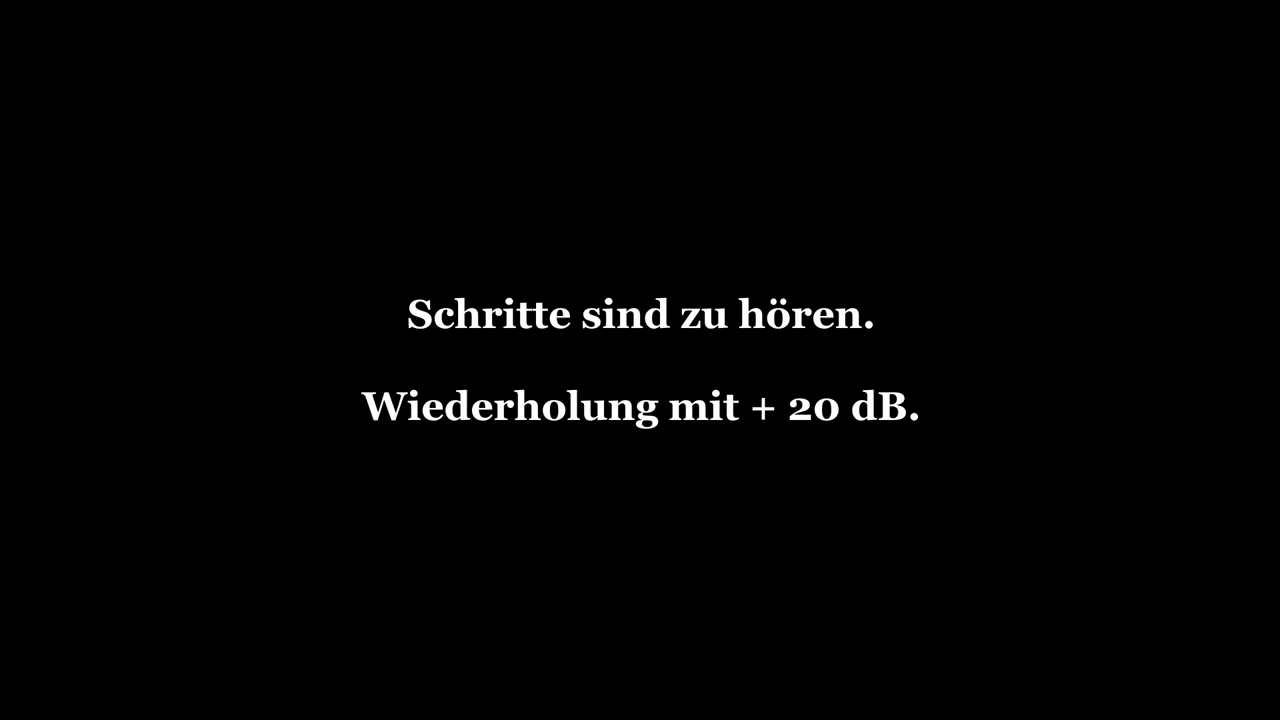 Schritte sind zu hören.
Wiederholung mit + 20 dB.